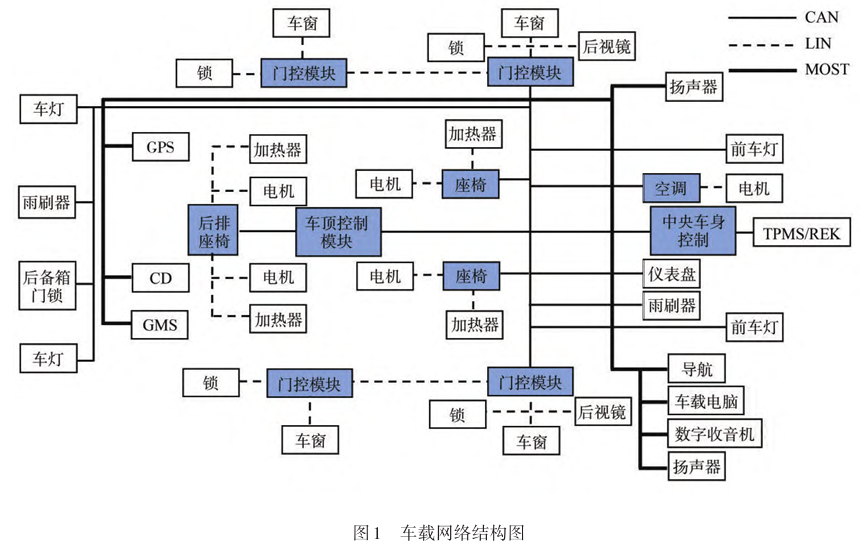 车窗
车窗
CAN
锁
后视镜
LIN
锁
门控模块
门控模块
MOST
扬声器
车灯
GPS
加热器
加热器
前车灯
雨刷器
电机
电机
座椅
空调
电机
后排
座椅
车顶控制
模块
中央车身
控制
TPMS/REK
后备箱
门锁
CD
电机
电机
座椅
仪表盘
GMS
加热器
加热器
雨刷器
车灯
前车灯
锁
门控模块
门控模块
导航
锁
后视镜
车载电脑
车窗
车窗
数字收音机
扬声器
图1 车载网络结构图